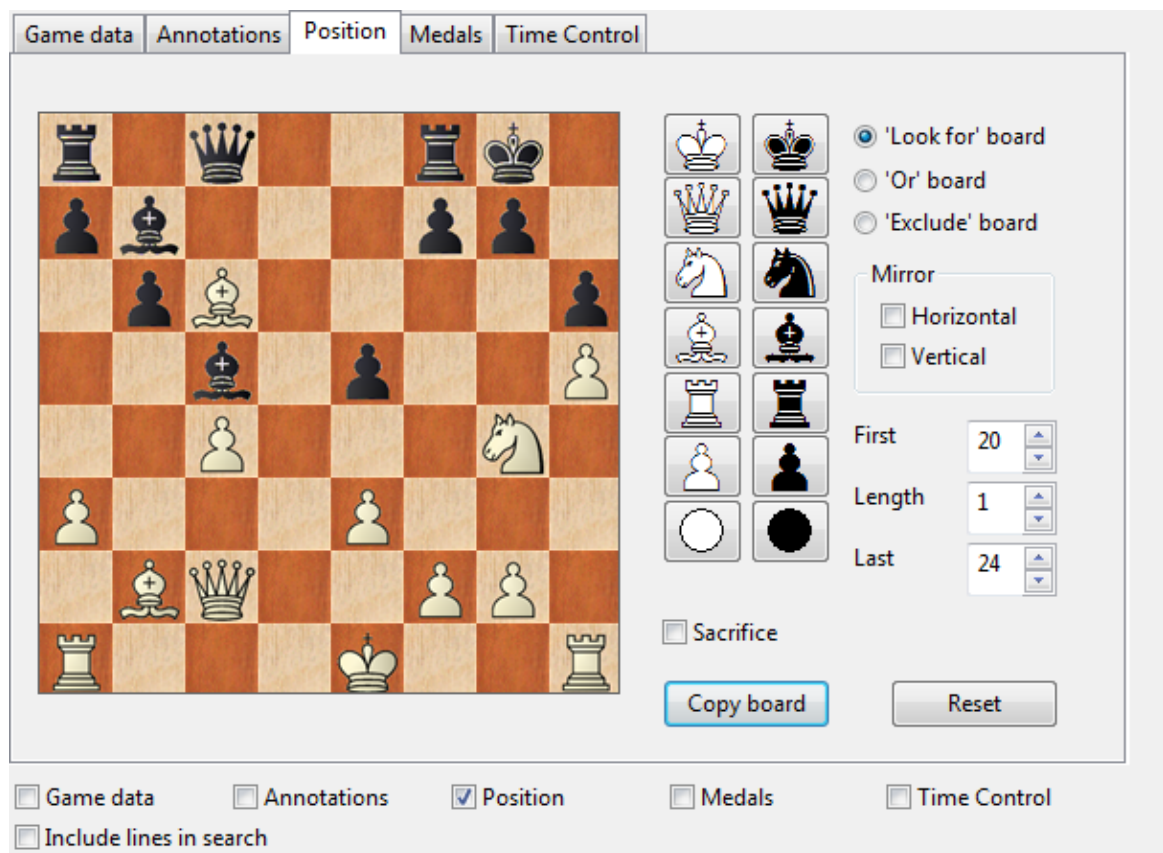 Game data Annotations Position Medals Time Control
'Look for' board
'Or' board
'Exclude' board
Mirror
Horizontal
Vertical
First 20
Length 1
Last 24
Sacrifice
Copy board Reset
Game data Annotations Position Medals Time Control
Include lines in search